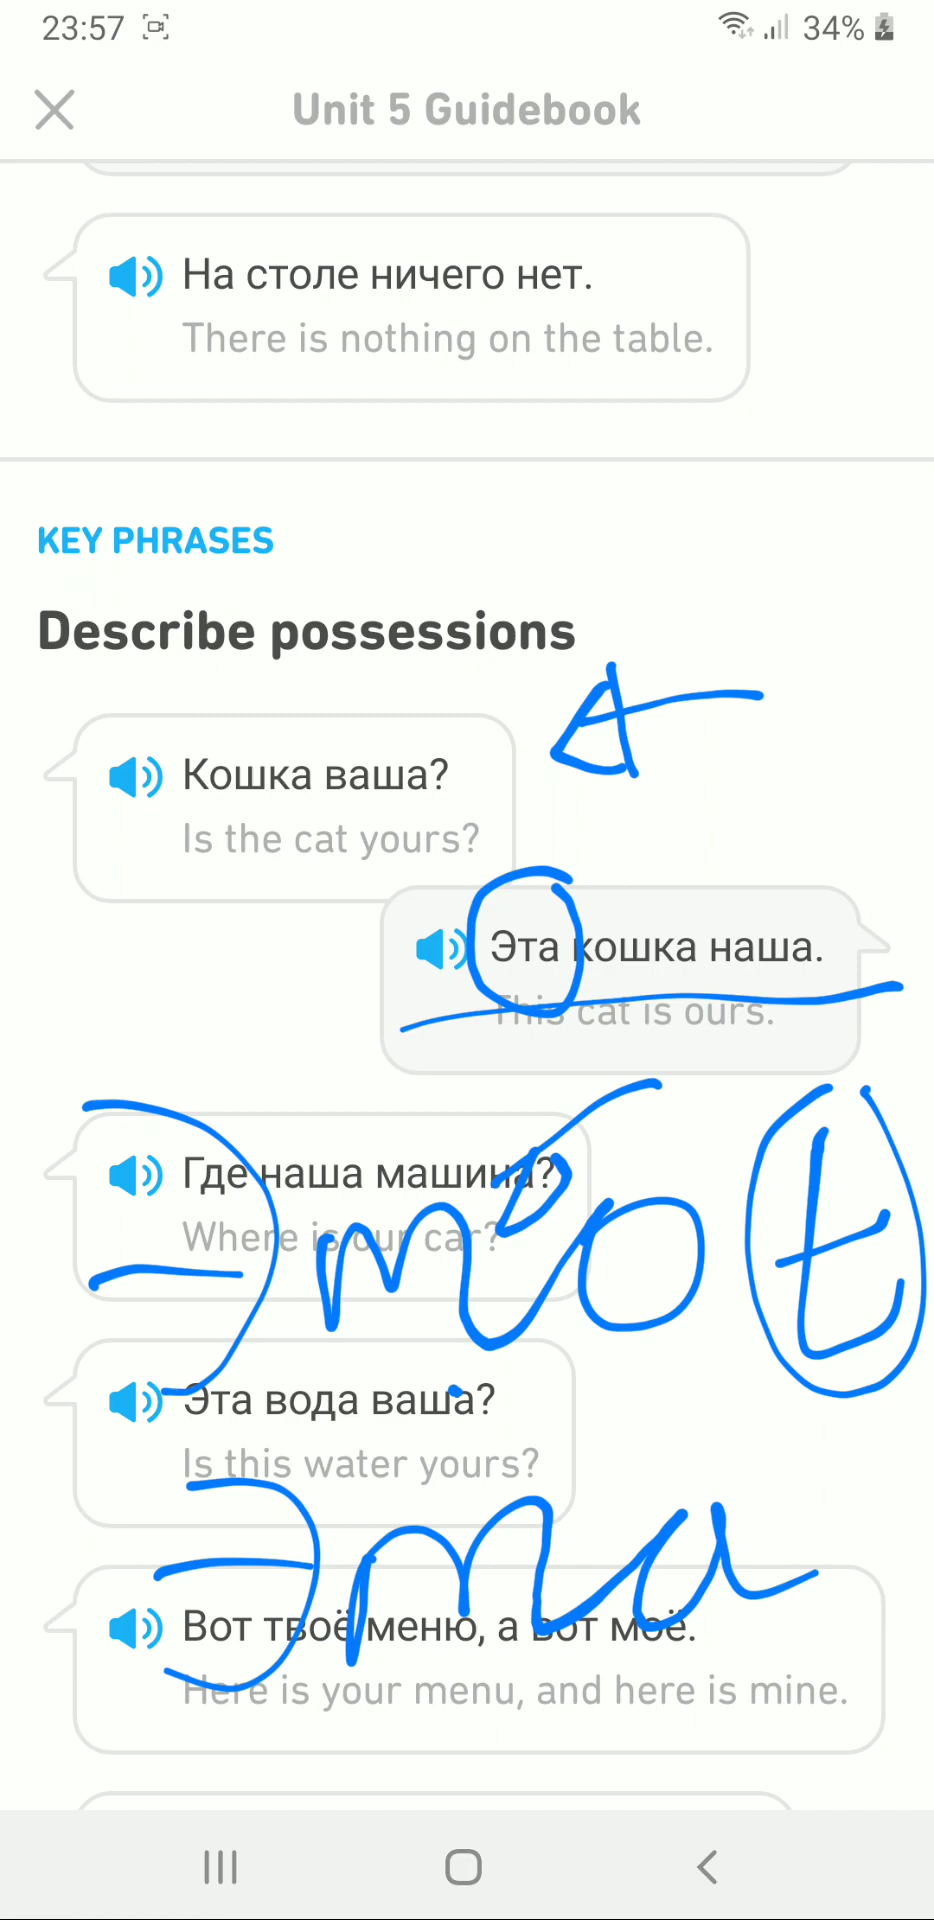 23:57 34%
Unit 5 Guidebook
На столе ничего нет.
There is nothing on the table.
KEY PHRASES
Describe possessions
Кошка ваша?
Is the cat yours?
Эта кошка наша.
This cat is ours.
Где наша машина?
Where is our car?
Эта вода ваша?
Is this water yours?
Эта
Вот твоё меню, а вот моё.
Here is your menu, and here is mine.